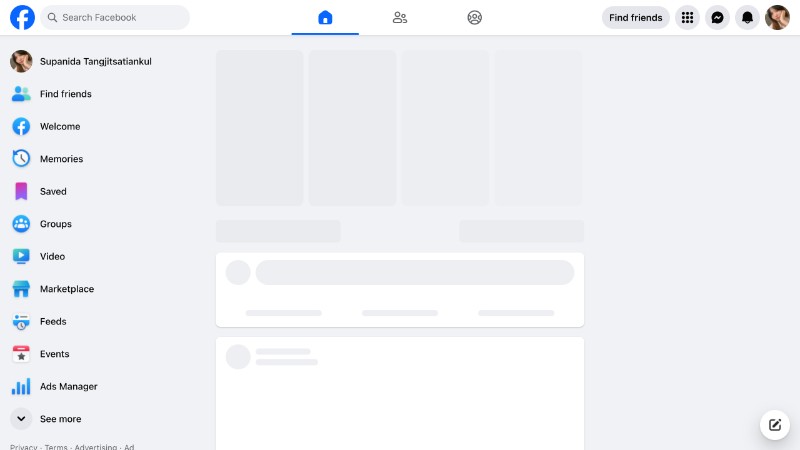 Search Facebook
Find friends
Supanida Tangjitsatiankul
Find friends
Welcome
Memories
Saved
Groups
Video
Marketplace
Feeds
Events
Ads Manager
See more
Privacy · Terms · Advertising · Ad